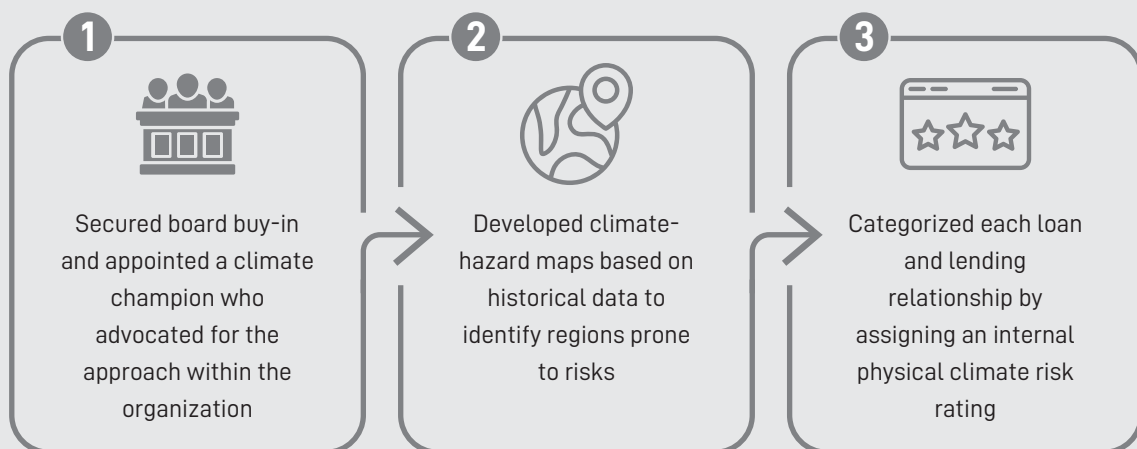 1
Secured board buy-in
and appointed a climate
champion who
advocated for the
approach within the
organization
2
Developed climate-
hazard maps based on
historical data to
identify regions prone
to risks
3
Categorized each loan
and lending
relationship by
assigning an internal
physical climate risk
rating